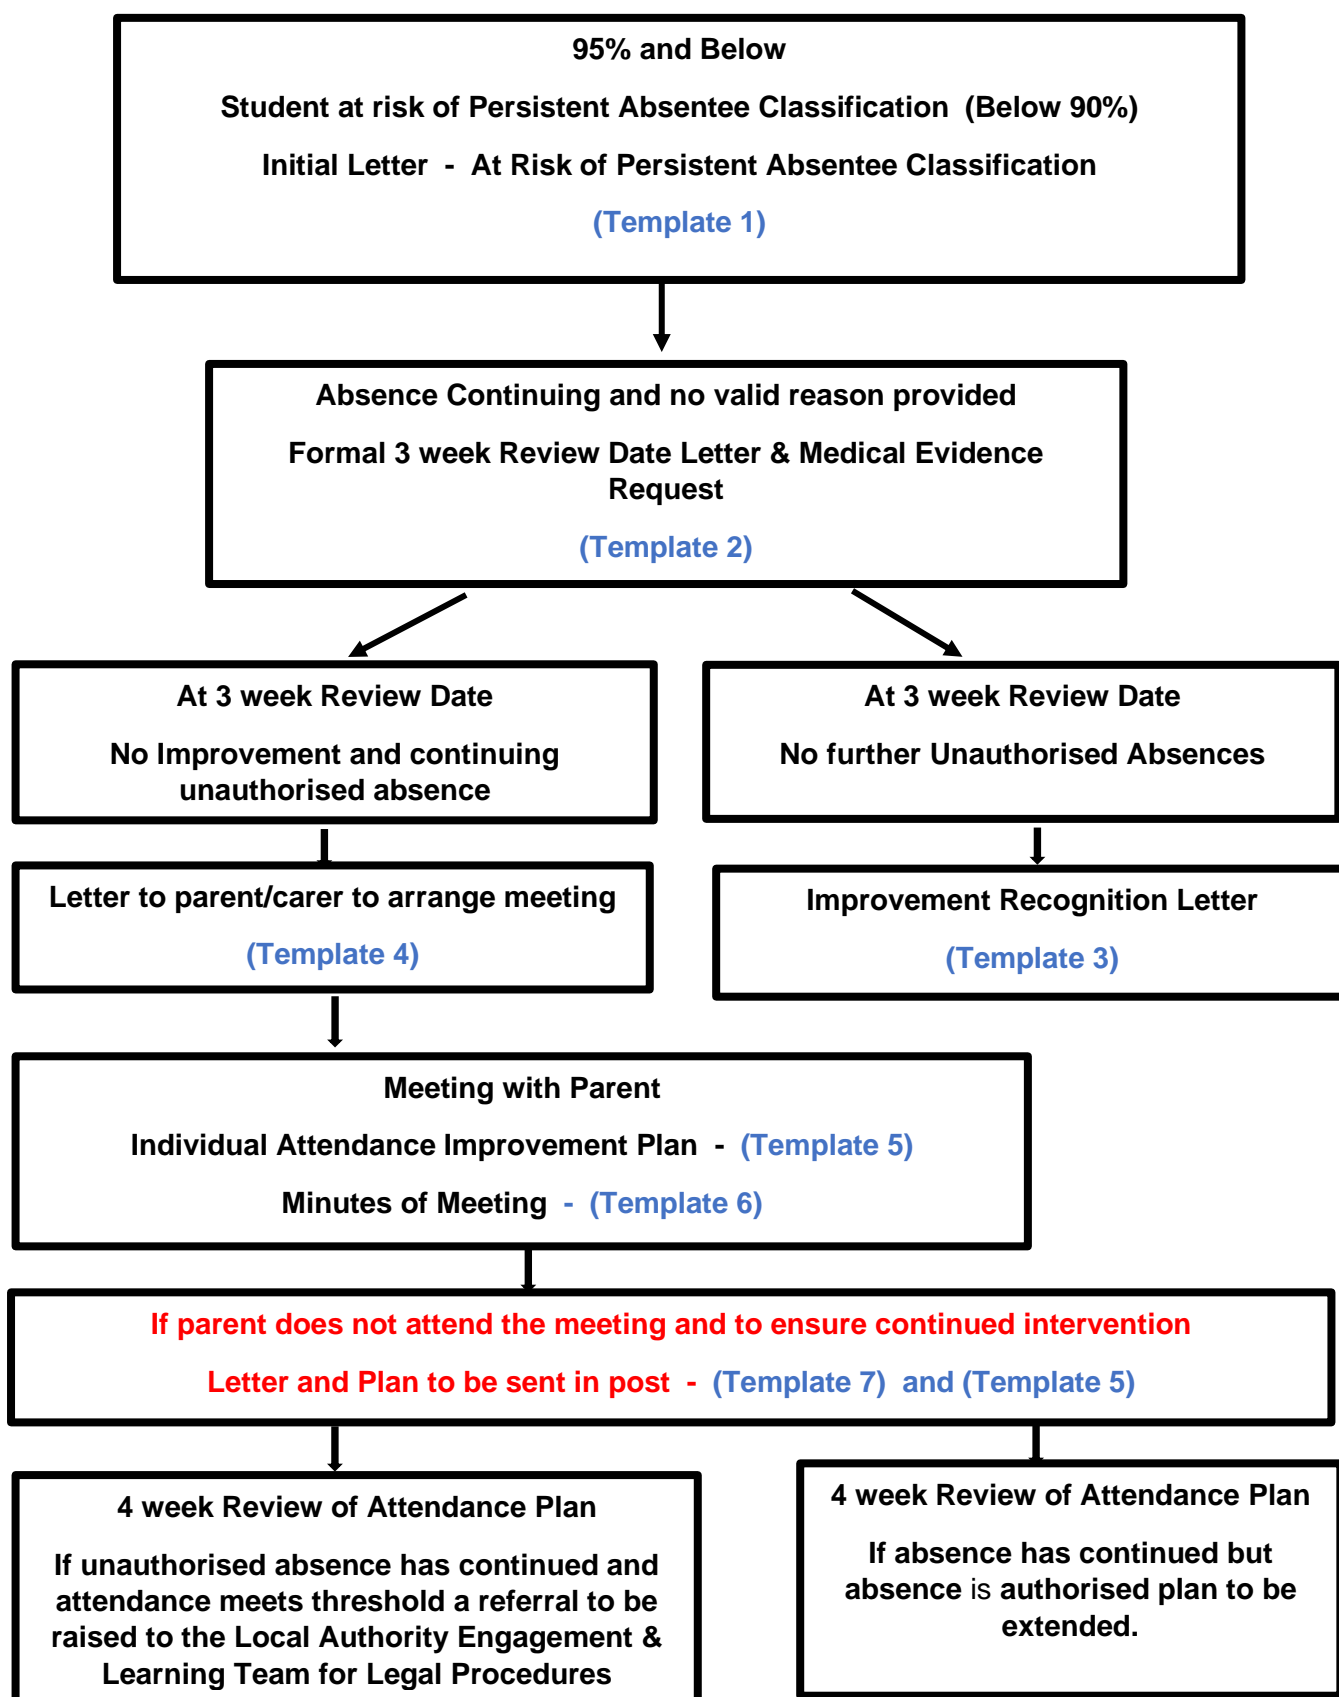 95% and Below
Student at risk of Persistent Absentee Classification (Below 90%)
Initial Letter - At Risk of Persistent Absentee Classification
(Template 1)
Absence Continuing and no valid reason provided
Formal 3 week Review Date Letter & Medical Evidence
Request
(Template 2)
At 3 week Review Date
No Improvement and continuing
unauthorised absence
At 3 week Review Date
No further Unauthorised Absences
Letter to parent/carer to arrange meeting
(Template 4)
Improvement Recognition Letter
(Template 3)
Meeting with Parent
Individual Attendance Improvement Plan - (Template 5)
Minutes of Meeting - (Template 6)
If parent does not attend the meeting and to ensure continued intervention
Letter and Plan to be sent in post - (Template 7) and (Template 5)
4 week Review of Attendance Plan
If unauthorised absence has continued and
attendance meets threshold a referral to be
raised to the Local Authority Engagement &
Learning Team for Legal Procedures
4 week Review of Attendance Plan
If absence has continued but
absence is authorised plan to be
extended.